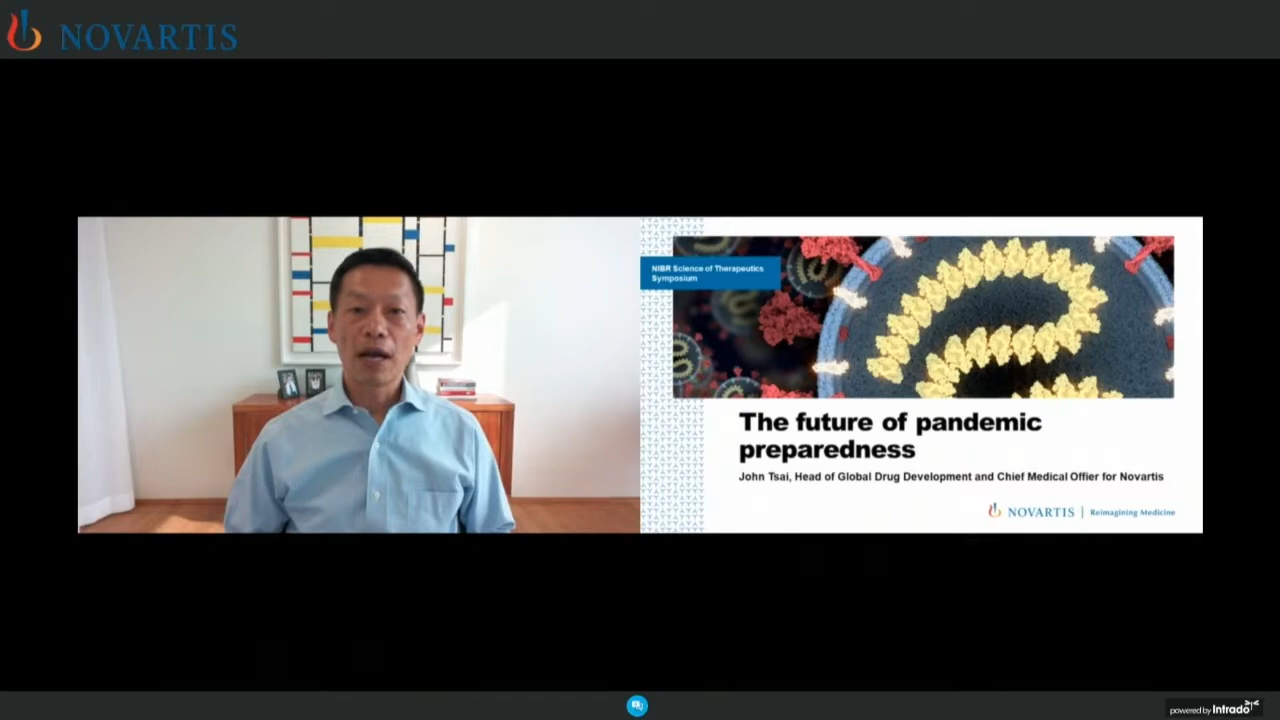 NOVARTIS
NIBR Science of Therapeutics
Symposium
The future of pandemic
preparedness
John Tsai, Head of Global Drug Development and Chief Medical Offier for Novartis
NOVARTIS | Reimagining Medicine
powered by Intrado